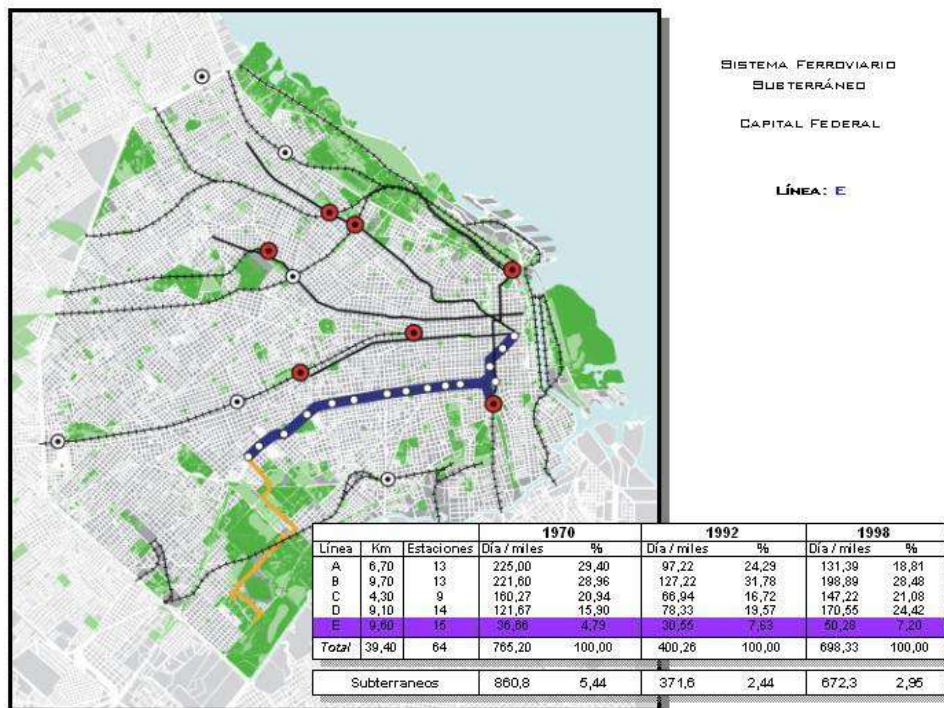 SISTEMA FERROVIARIO
SUBTERRÁNEO
CAPITAL FEDERAL
LÍNEA: E
1970 1992 1998
Línea Km Estaciones Día / miles % Día / miles % Día / miles %
A 6,70 13 225,00 29,40 97,22 24,29 131,39 18,81
B 9,70 13 221,60 28,96 127,22 31,78 198,89 28,48
C 4,30 9 160,27 20,94 66,94 16,72 147,22 21,08
D 9,10 14 121,67 15,90 78,33 19,57 170,55 24,42
E 9,60 15 36,66 4,79 30,55 7,63 50,28 7,20
Total 39,40 64 765,20 100,00 400,26 100,00 698,33 100,00
Subterraneos 860,8 5,44 371,6 2,44 672,3 2,95